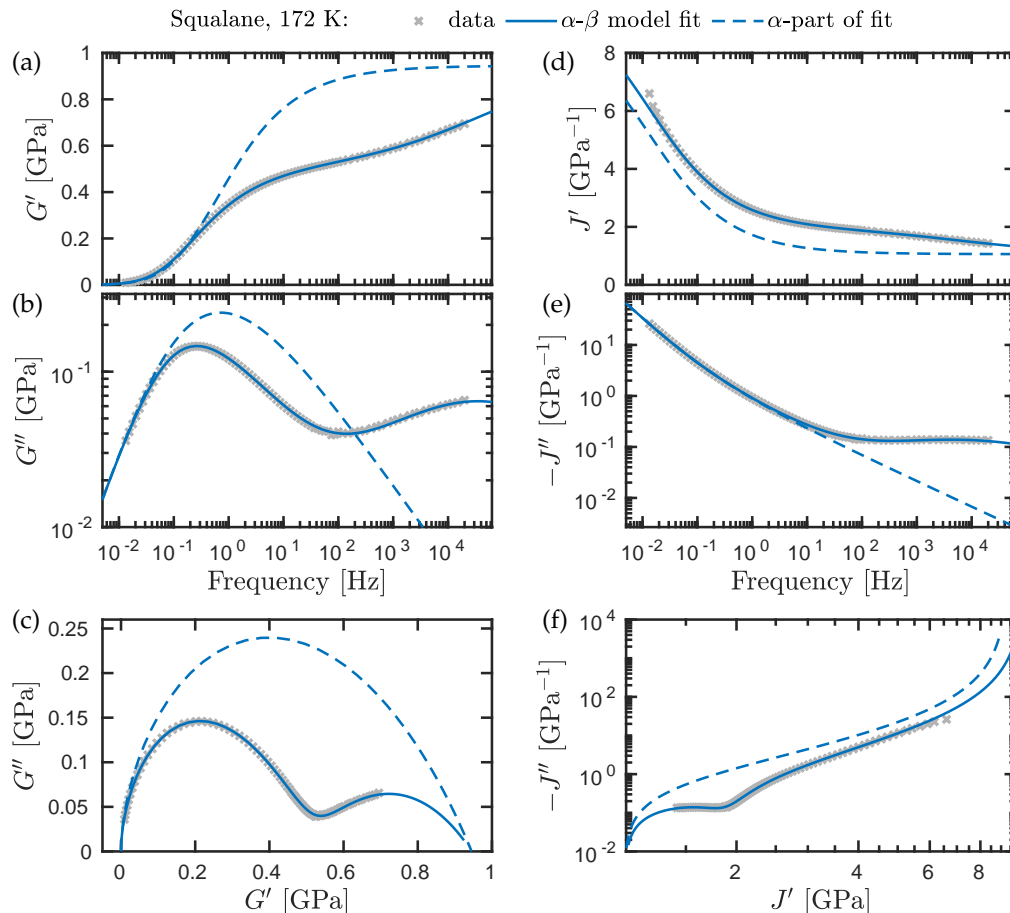 Squalane, 172 K: data α-β model fit α-part of fit
(a)
1
0.8
0.6
0.4
0.2
0
G′ [GPa]
(b)
10⁻¹
10⁻²
G″ [GPa]
10⁻² 10⁻¹ 10⁰ 10¹ 10² 10³ 10⁴
Frequency [Hz]
(c)
0.25
0.2
0.15
0.1
0.05
0
G″ [GPa]
0 0.2 0.4 0.6 0.8 1
G′ [GPa]
(d)
8
6
4
2
0
J′ [GPa⁻¹]
(e)
10¹
10⁰
10⁻¹
10⁻²
−J″ [GPa⁻¹]
10⁻² 10⁻¹ 10⁰ 10¹ 10² 10³ 10⁴
Frequency [Hz]
(f)
10⁴
10²
10⁰
10⁻²
−J″ [GPa⁻¹]
2 4 6 8
J′ [GPa]